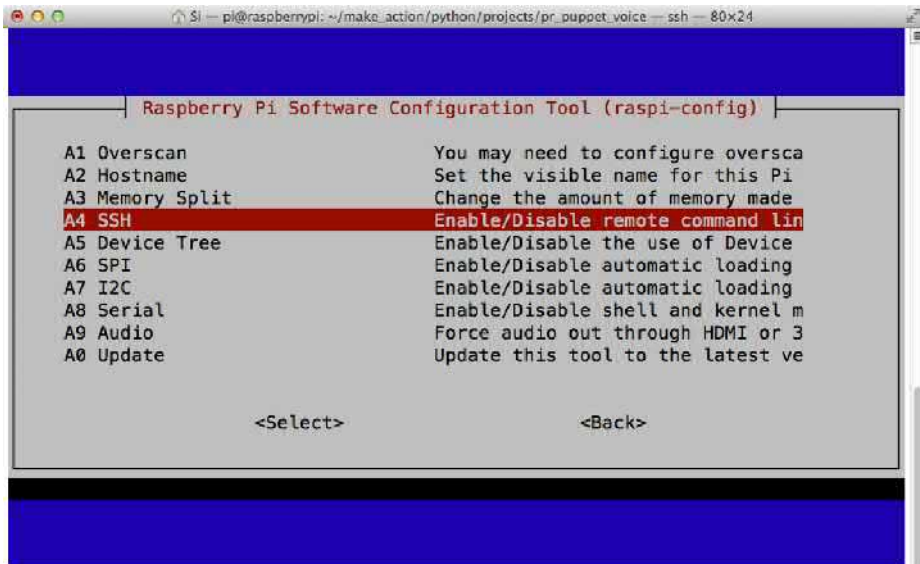 Si — pi@raspberrypi: ~/make_action/python/projects/pr_puppet_voice — ssh — 80×24
Raspberry Pi Software Configuration Tool (raspi-config)
A1 Overscan You may need to configure oversca
A2 Hostname Set the visible name for this Pi
A3 Memory Split Change the amount of memory made
A4 SSH Enable/Disable remote command lin
A5 Device Tree Enable/Disable the use of Device
A6 SPI Enable/Disable automatic loading
A7 I2C Enable/Disable automatic loading
A8 Serial Enable/Disable shell and kernel m
A9 Audio Force audio out through HDMI or 3
A0 Update Update this tool to the latest ve
<Select> <Back>